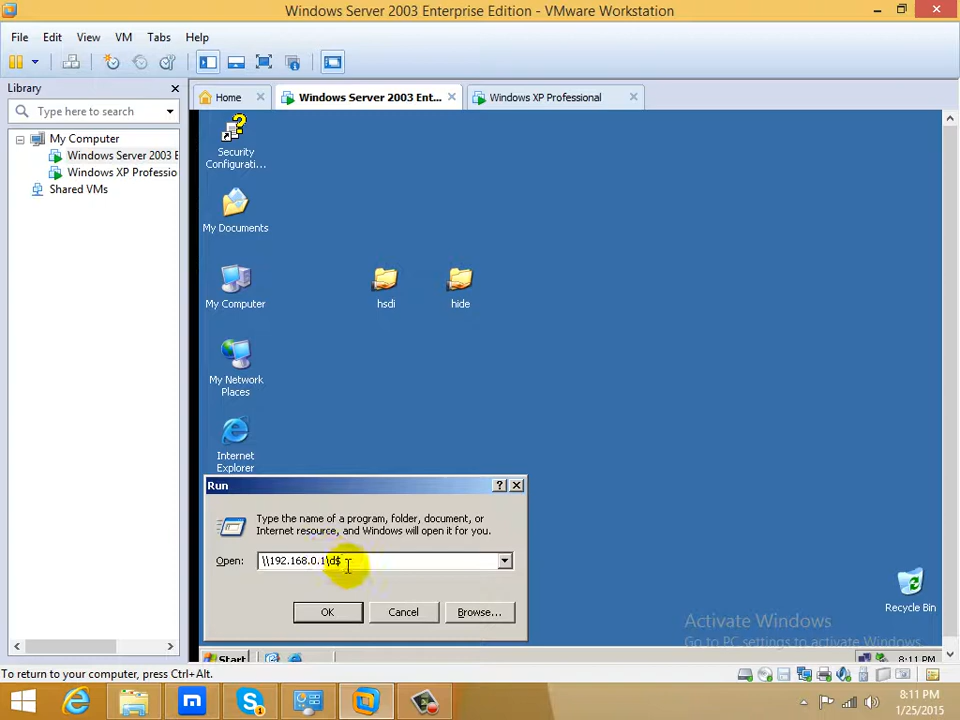 Windows Server 2003 Enterprise Edition - VMware Workstation
File Edit View VM Tabs Help
Library
Type here to search
My Computer
Windows Server 2003 E
Windows XP Professio
Shared VMs
Home
Windows Server 2003 Ent...
Windows XP Professional
Security
Configurati...
My Documents
My Computer
hsdi
hide
My Network
Places
Internet
Explorer
Run
Type the name of a program, folder, document, or
Internet resource, and Windows will open it for you.
Open: \\192.168.0.1\d$
OK Cancel Browse...
Recycle Bin
Activate Windows
Go to PC settings to activate Windows.
Start
8:11 PM
To return to your computer, press Ctrl+Alt.
8:11 PM
1/25/2015